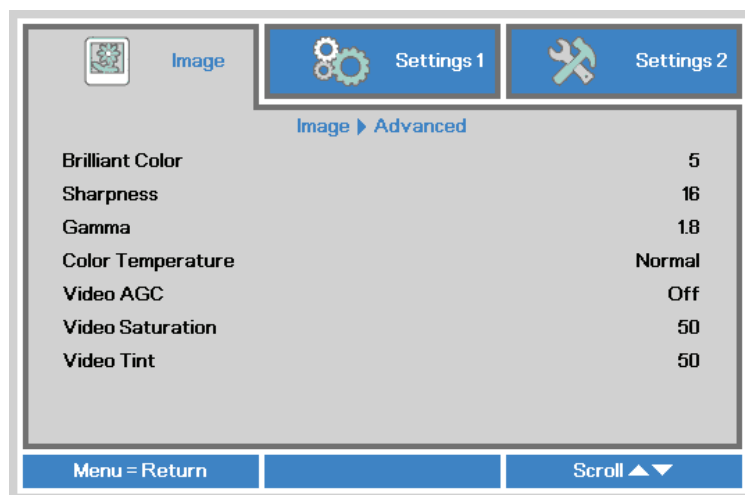 Image Settings 1 Settings 2
Image ▶ Advanced
Brilliant Color 5
Sharpness 16
Gamma 1.8
Color Temperature Normal
Video AGC Off
Video Saturation 50
Video Tint 50
Menu = Return Scroll ▲▼